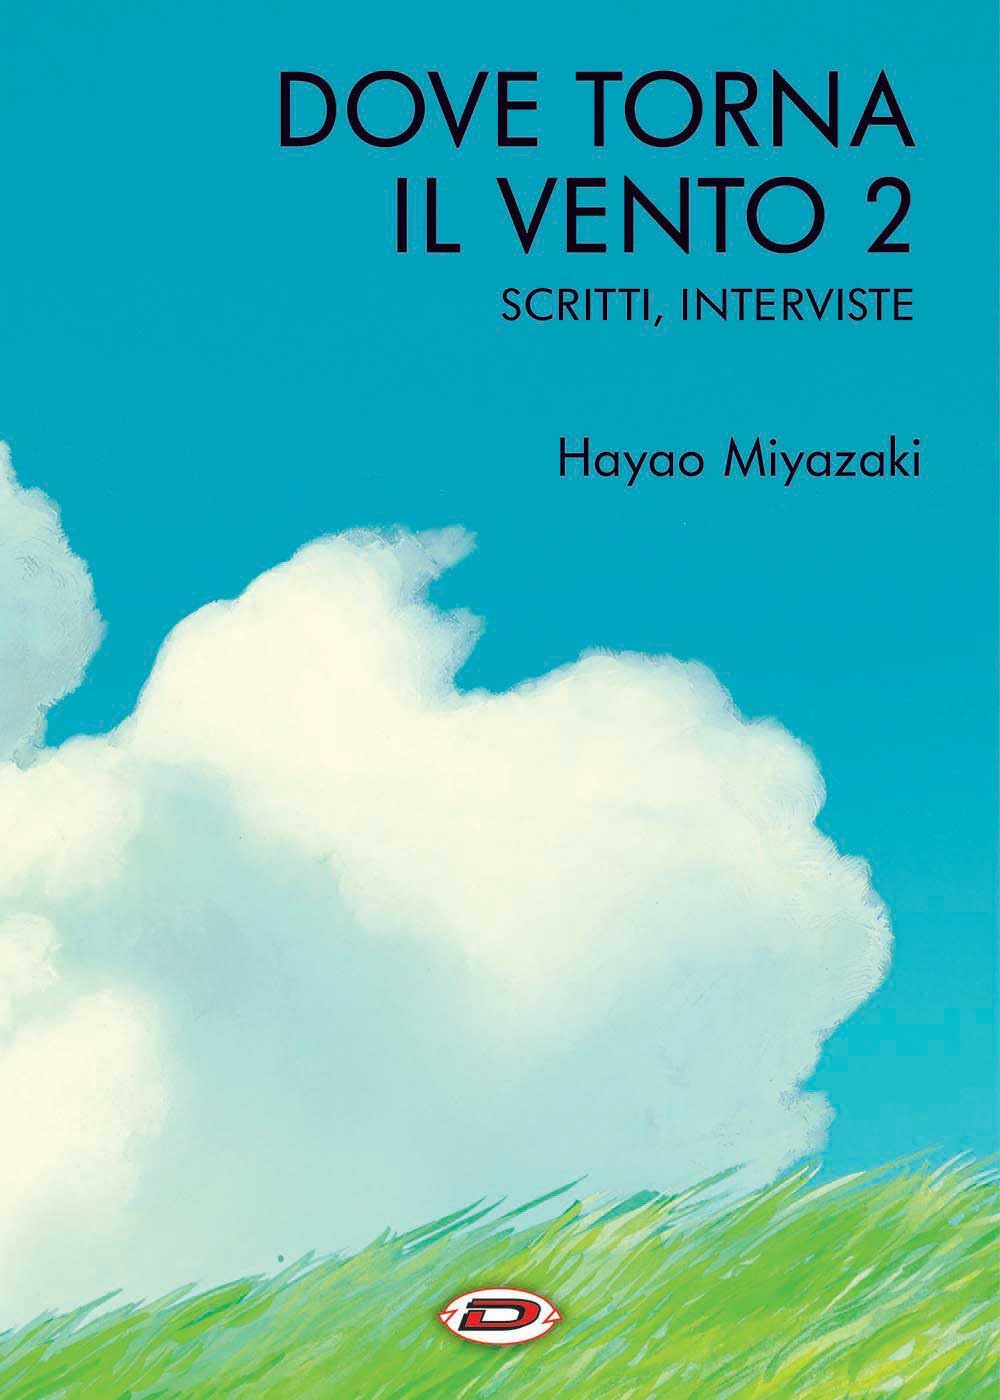 DOVE TORNA
IL VENTO 2
SCRITTI, INTERVISTE
Hayao Miyazaki
D